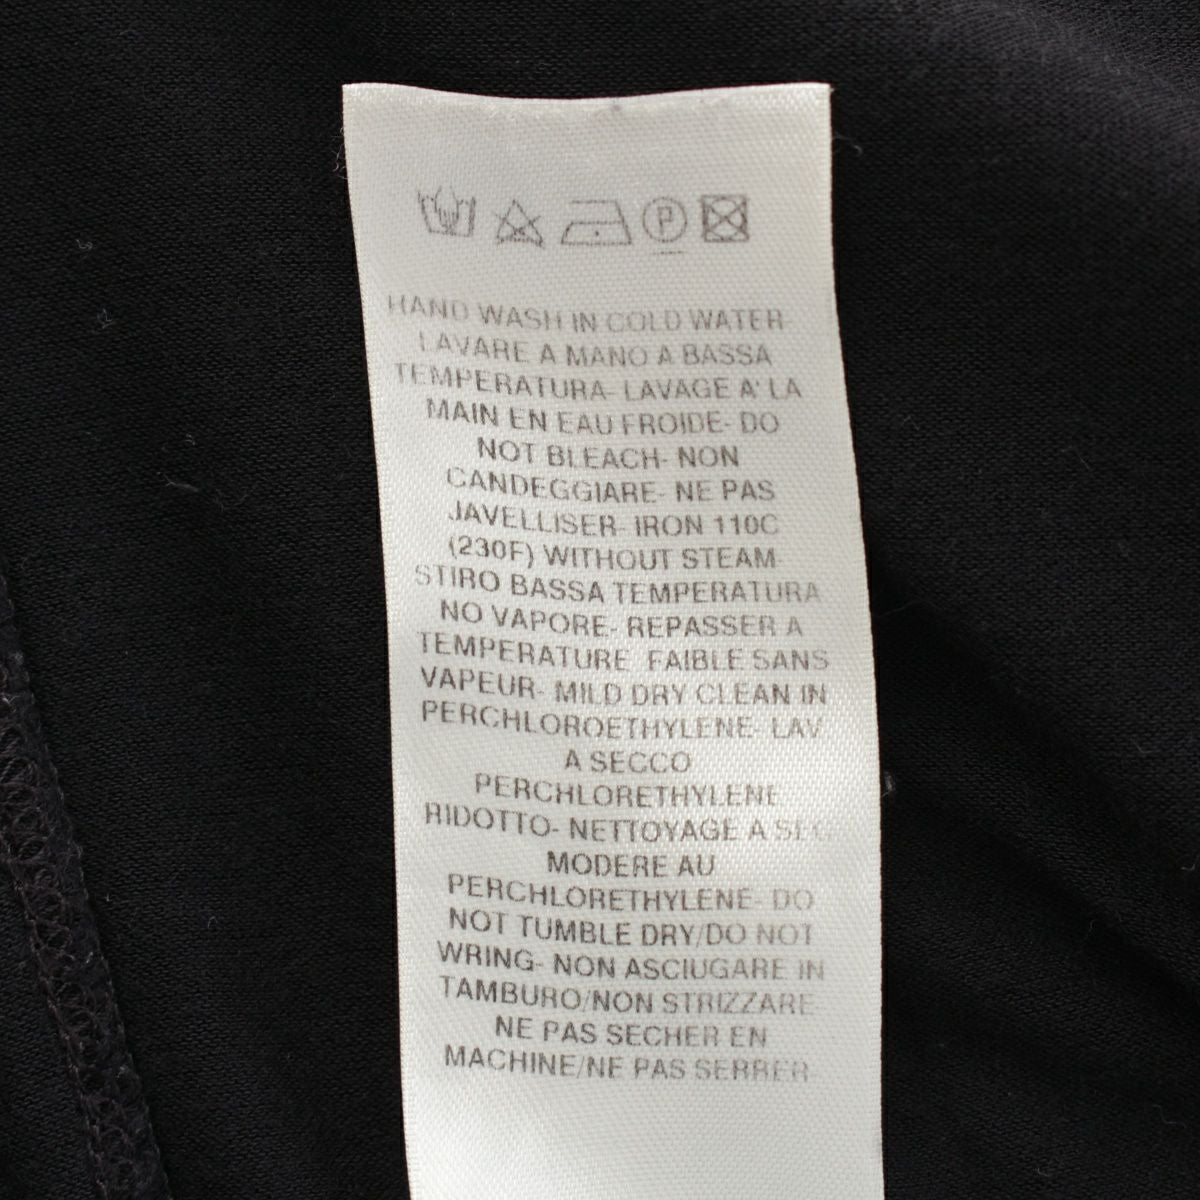 P
HAND WASH IN COLD WATER-
LAVARE A MANO A BASSA
TEMPERATURA- LAVAGE A' LA
MAIN EN EAU FROIDE- DO
NOT BLEACH- NON
CANDEGGIARE- NE PAS
JAVELLISER- IRON 110C
(230F) WITHOUT STEAM-
STIRO BASSA TEMPERATURA
NO VAPORE- REPASSER A
TEMPERATURE FAIBLE SANS
VAPEUR- MILD DRY CLEAN IN
PERCHLOROETHYLENE- LAV
A SECCO
PERCHLORETHYLENE
RIDOTTO- NETTOYAGE A SEC
MODERE AU
PERCHLORETHYLENE- DO
NOT TUMBLE DRY/DO NOT
WRING- NON ASCIUGARE IN
TAMBURO/NON STRIZZARE
NE PAS SECHER EN
MACHINE/NE PAS SERRER